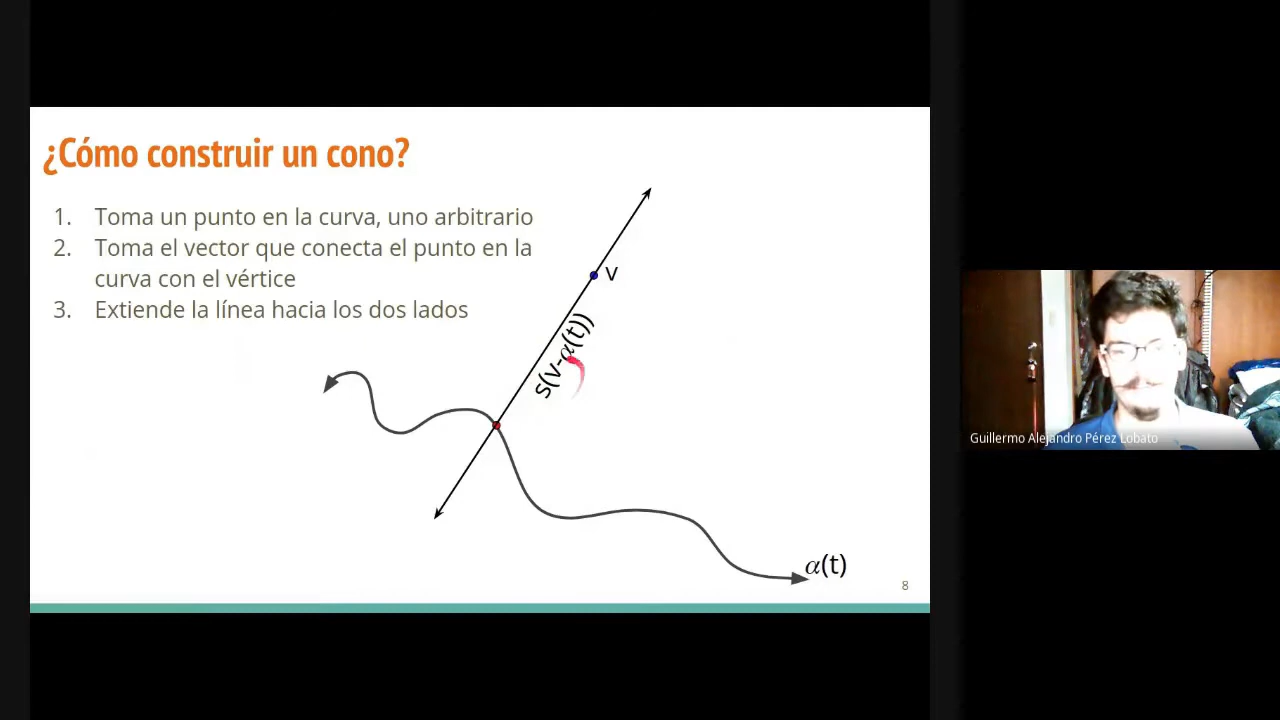 ¿Cómo construir un cono?
1. Toma un punto en la curva, uno arbitrario
2. Toma el vector que conecta el punto en la
curva con el vértice
3. Extiende la línea hacia los dos lados
v
s(v-α(t))
α(t)
8
Guillermo Alejandro Pérez Lobato